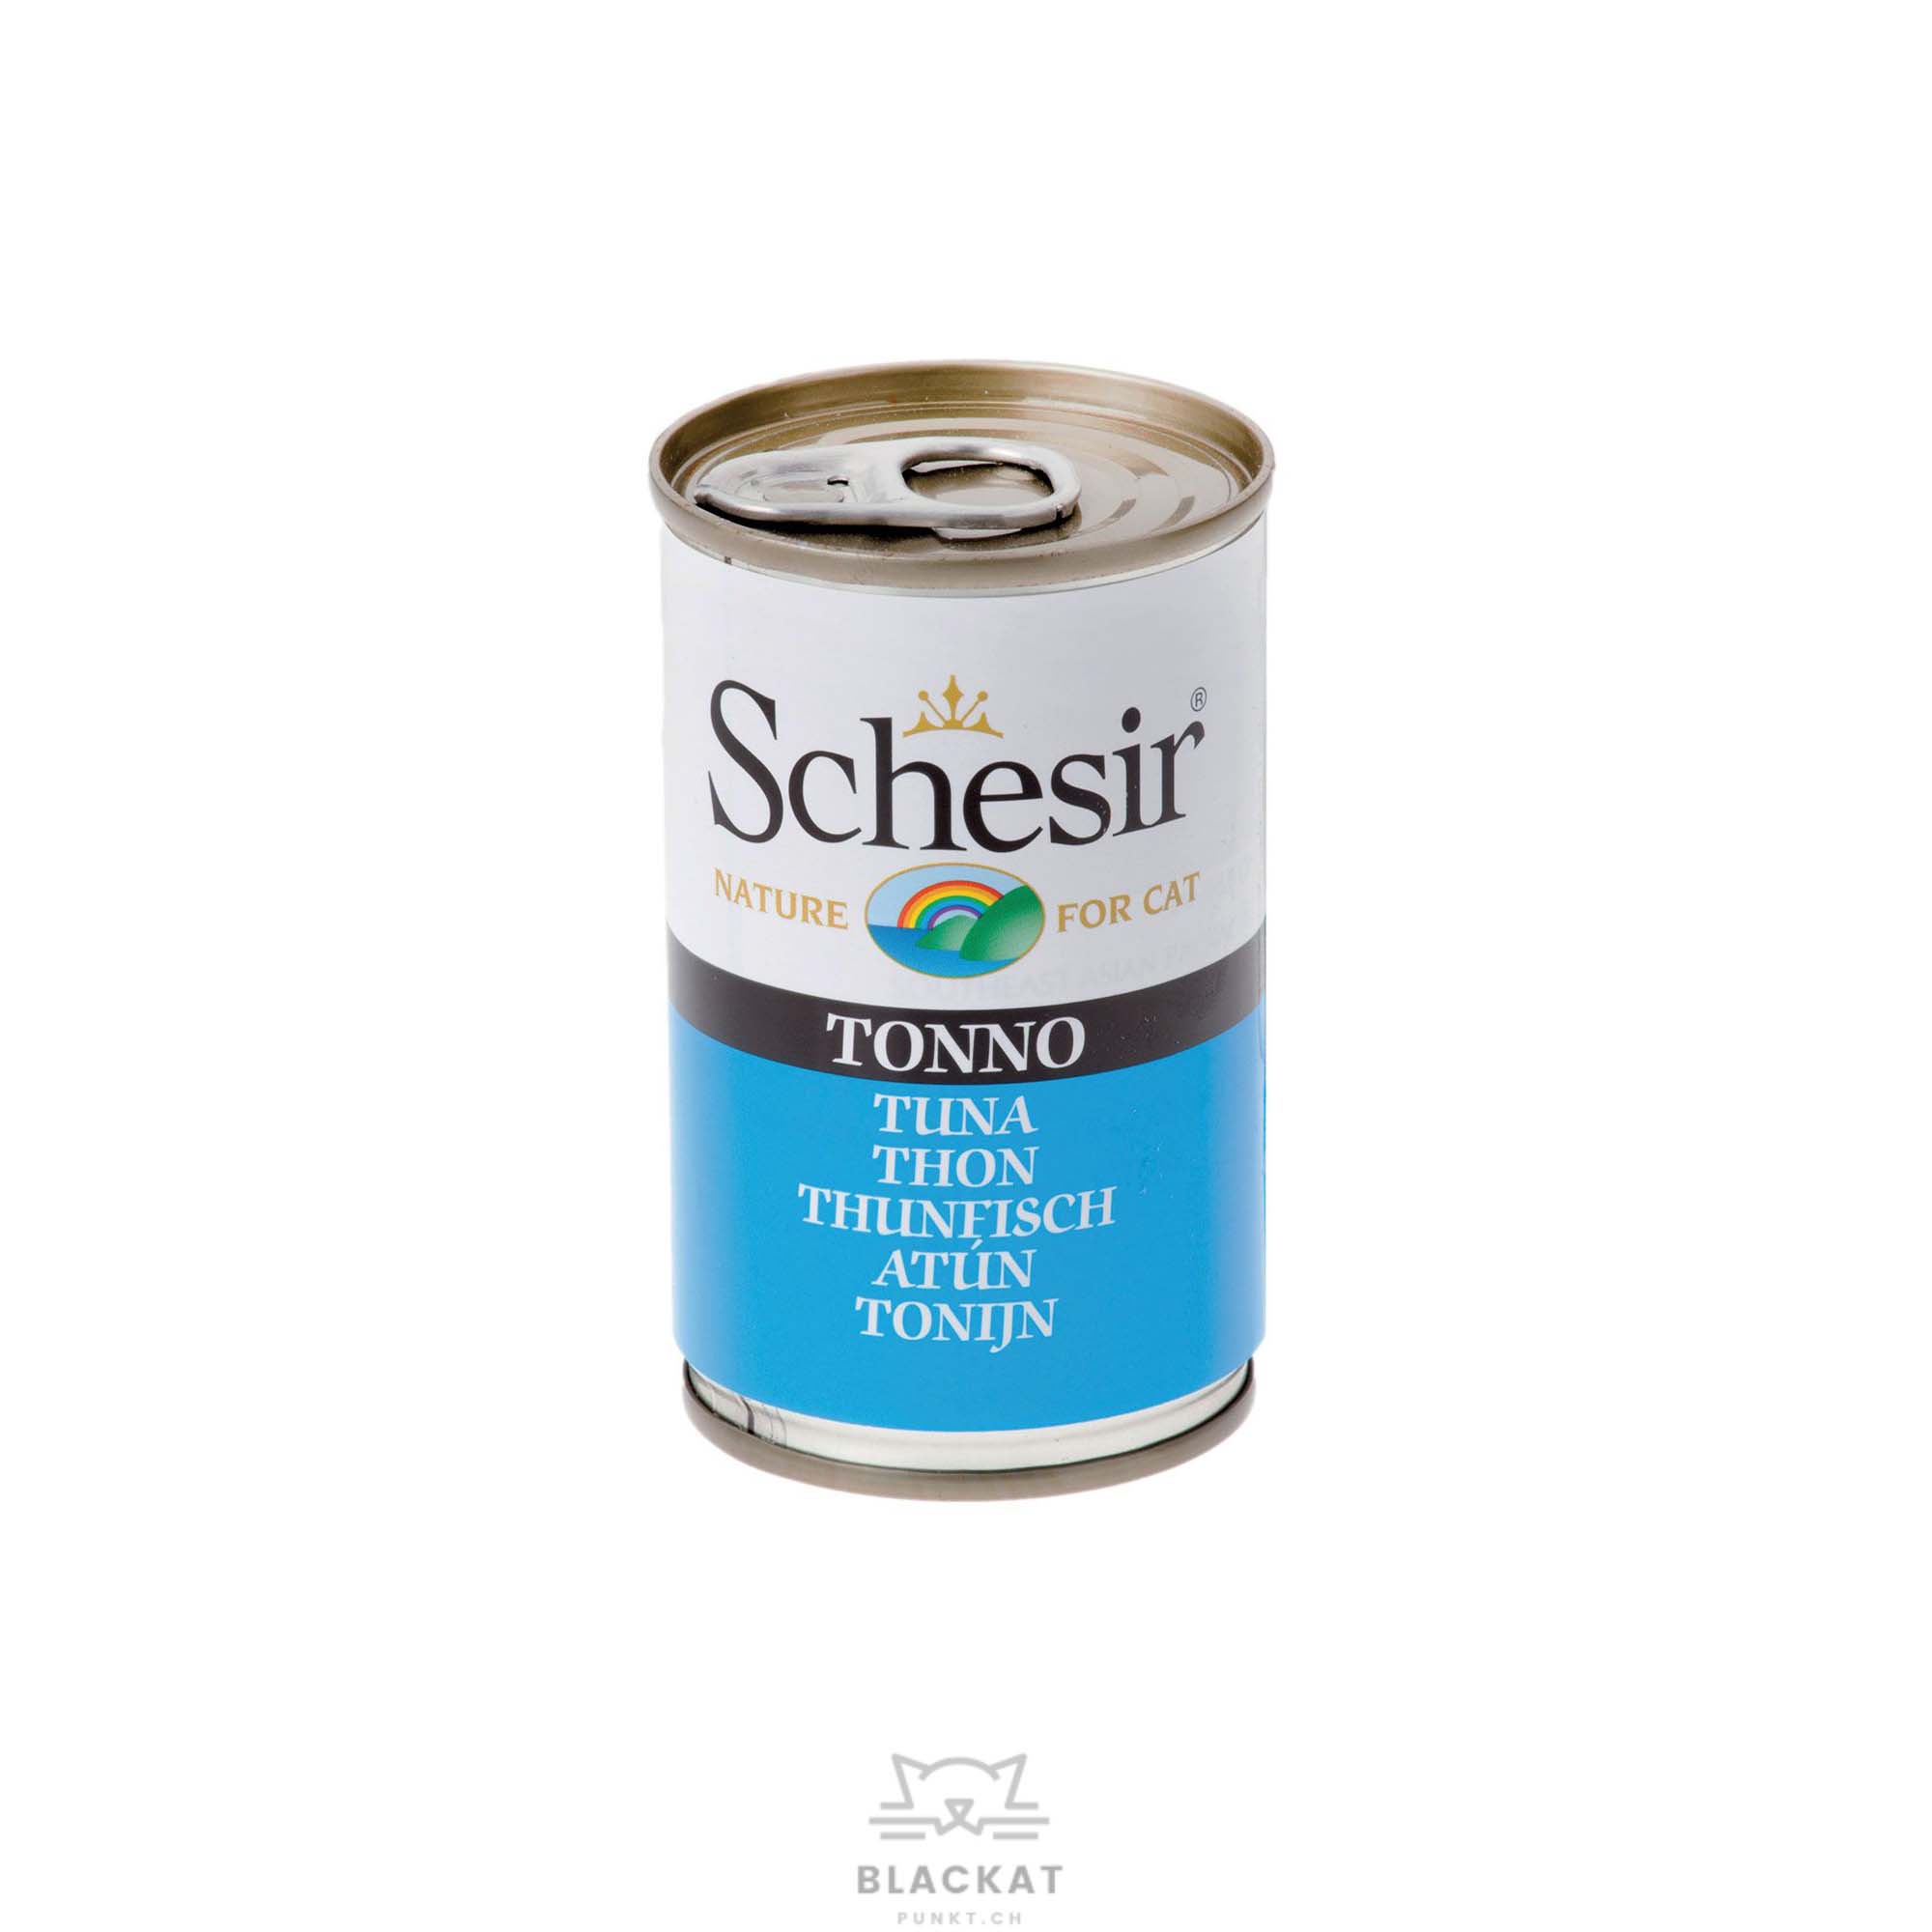 Schesir®
NATURE FOR CAT
TONNO
TUNA
THON
THUNFISCH
ATÚN
TONIJN
BLACKAT
PUNKT.CH